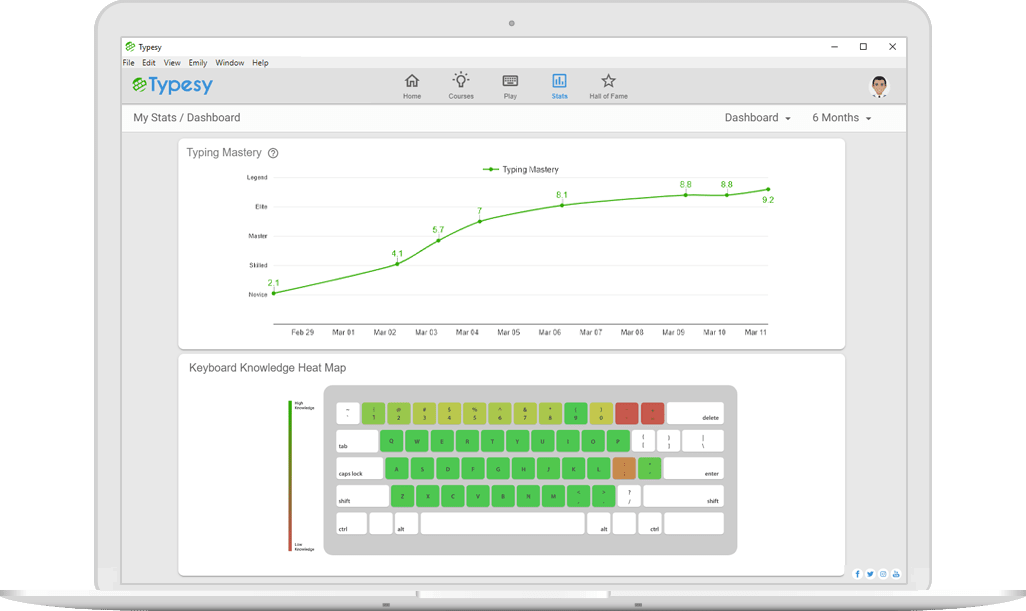 Typesy
File Edit View Emily Window Help
Typesy
Home Courses Play Stats Hall of Fame
My Stats / Dashboard
Dashboard 6 Months
Typing Mastery ?
Typing Mastery
Legend
Elite
Master
Skilled
Novice
2.1 4.1 5.7 7 8.1 8.8 8.8 9.2
Feb 29 Mar 01 Mar 02 Mar 03 Mar 04 Mar 05 Mar 06 Mar 07 Mar 08 Mar 09 Mar 10 Mar 11
Keyboard Knowledge Heat Map
High Knowledge
Low Knowledge
1 2 3 4 5 6 7 8 9 0 delete
tab Q W E R T Y U I O P
caps lock A S D F G H J K L enter
shift Z X C V B N M shift
ctrl alt alt ctrl